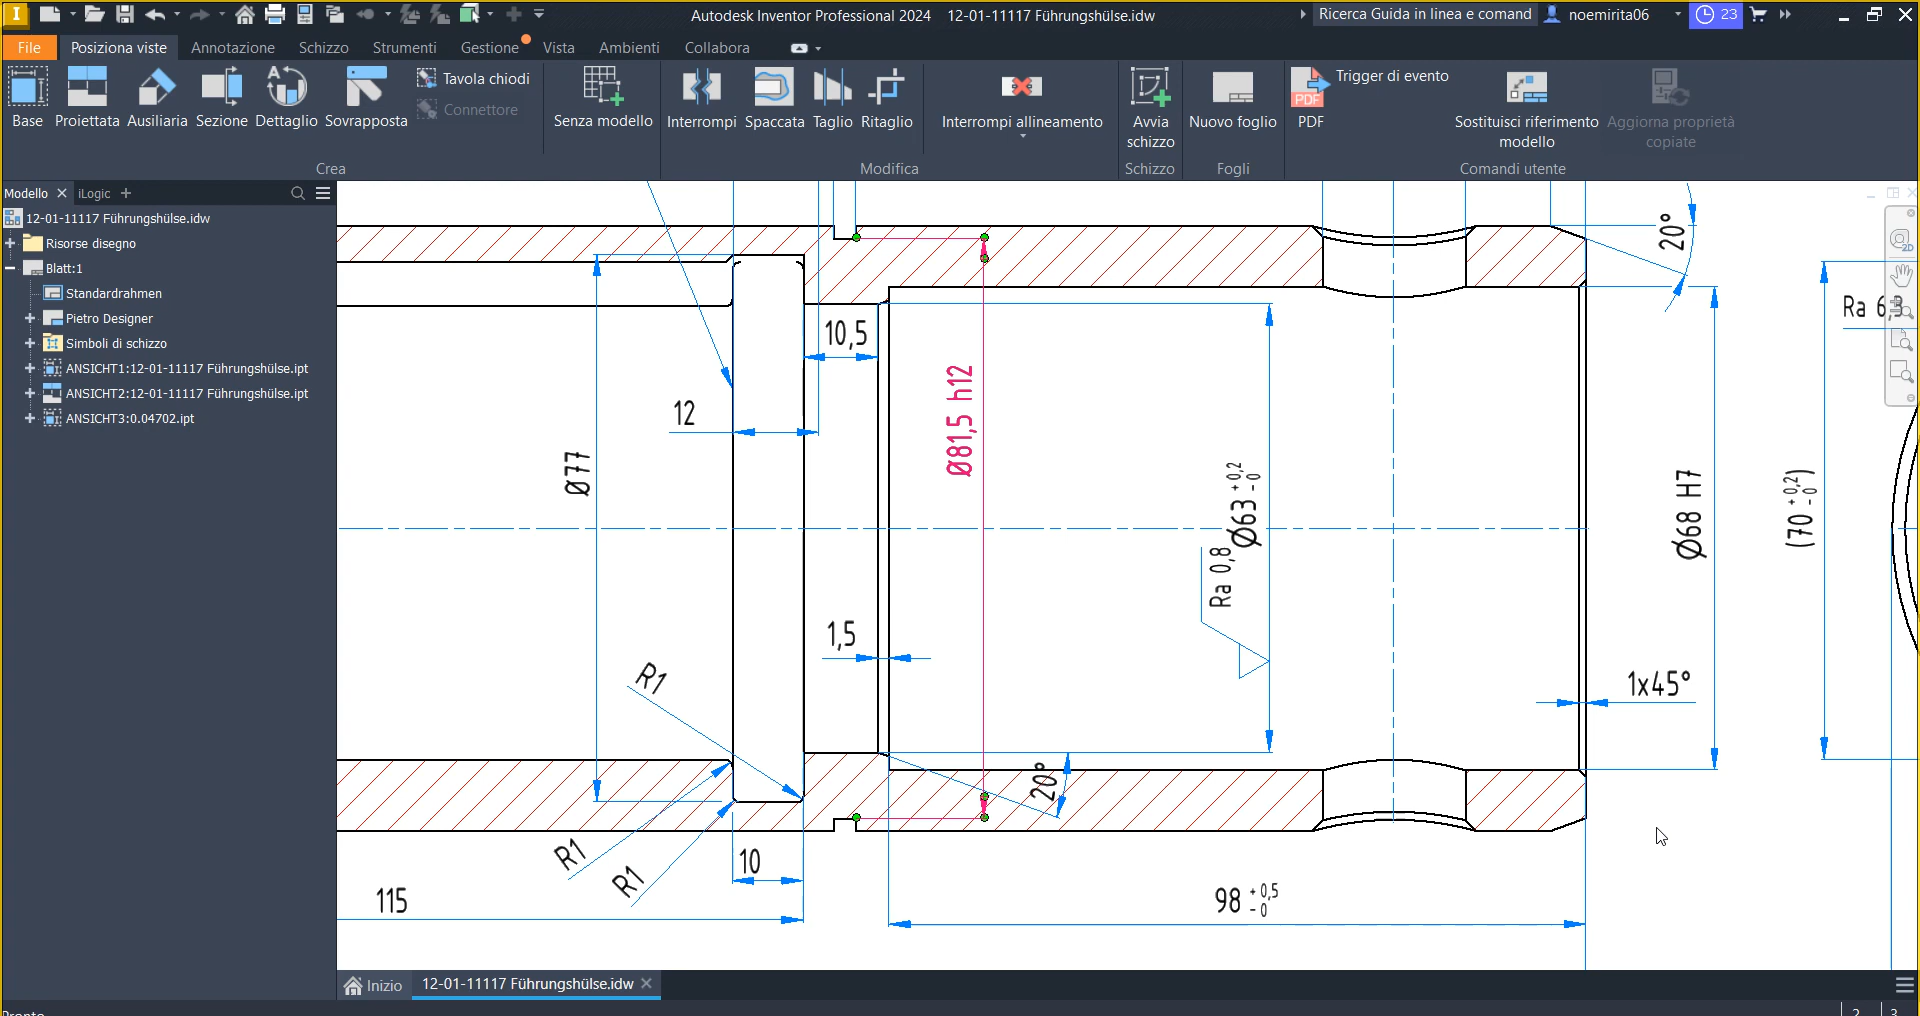 Autodesk Inventor Professional 2024 12-01-11117 Führungshülse.idw
Ricerca Guida in linea e comand
noemirita06
23
File
Posiziona viste
Annotazione
Schizzo
Strumenti
Gestione
Vista
Ambienti
Collabora
Base
Proiettata
Ausiliaria
Sezione
Dettaglio
Sovrapposta
Tavola chiodi
Connettore
Senza modello
Interrompi
Spaccata
Taglio
Ritaglio
Interrompi allineamento
Avvia
schizzo
Nuovo foglio
PDF
PDF
Trigger di evento
Sostituisci riferimento
modello
Aggiorna proprietà
copiate
Crea
Modifica
Schizzo
Fogli
Comandi utente
Modello
iLogic
12-01-11117 Führungshülse.idw
Risorse disegno
Blatt:1
Standardrahmen
Pietro Designer
Simboli di schizzo
ANSICHT1:12-01-11117 Führungshülse.ipt
ANSICHT2:12-01-11117 Führungshülse.ipt
ANSICHT3:0.04702.ipt
20°
Ra 6,3
10,5
12
Ø77
Ø81,5 h12
Ø63 +0,2 -0
Ra 0,8
Ø68 H7
(70 +0,2 -0)
1,5
R1
1x45°
20°
R1
R1
10
115
98 +0,5 -0
Inizio
12-01-11117 Führungshülse.idw
Pronto
2
3